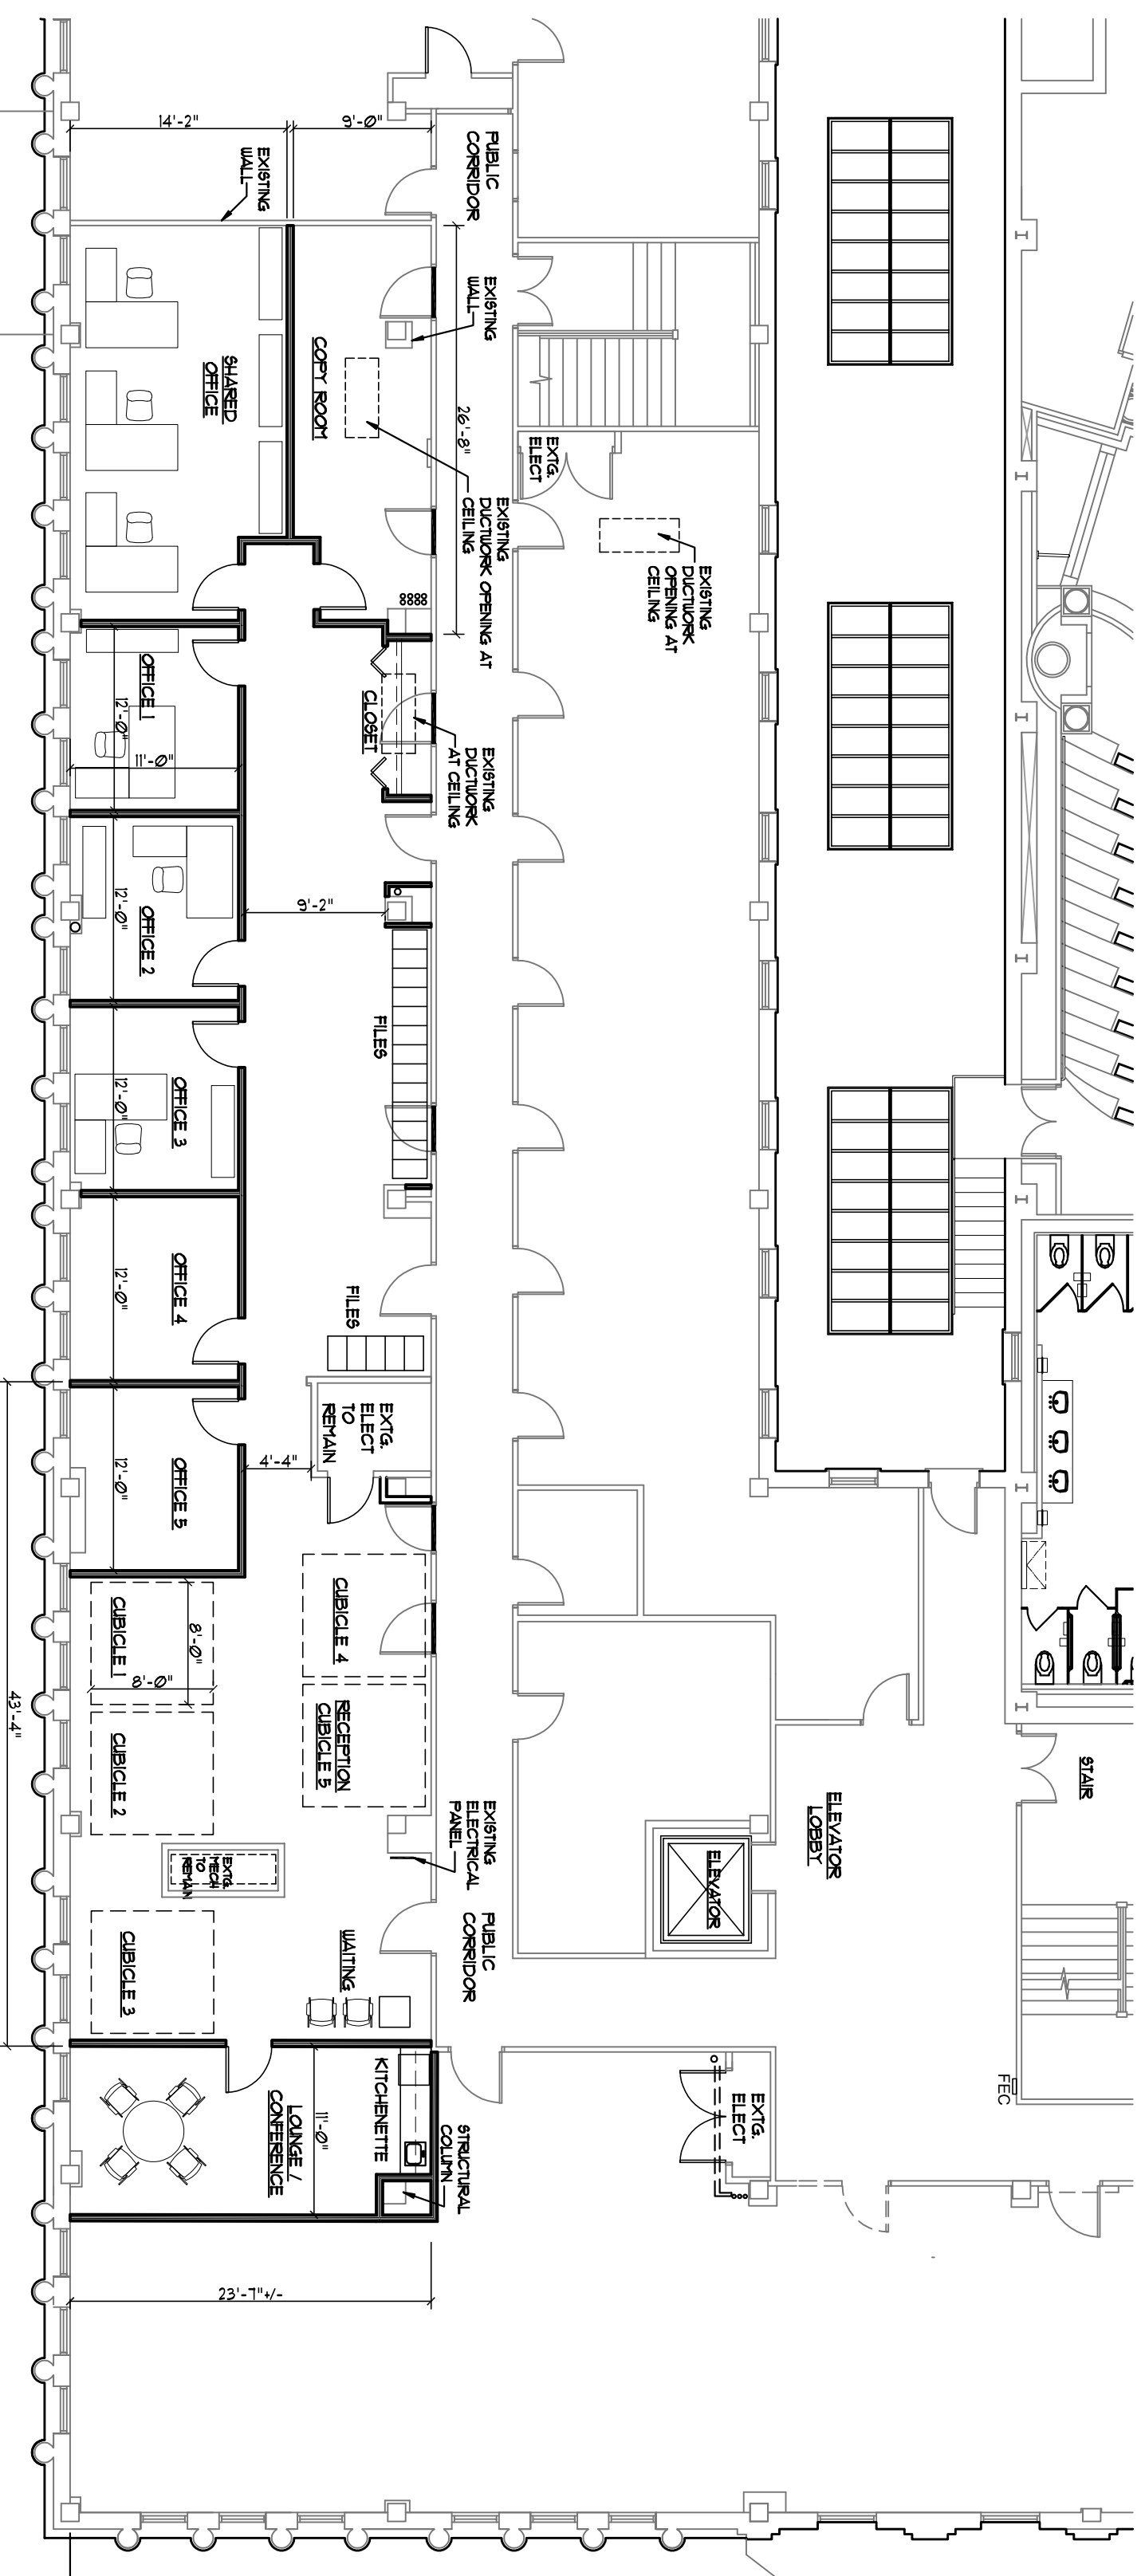 14'-2"
9'-0"
EXISTING
WALL
PUBLIC
CORRIDOR
EXISTING
WALL
COPY ROOM
SHARED
OFFICE
26'-8"
EXTG.
ELECT
EXISTING
DUCTWORK OPENING AT
CEILING
EXISTING
DUCTWORK
OPENING AT
CEILING
OFFICE 1
12'-0"
11'-0"
CLOSET
EXISTING
DUCTWORK
AT CEILING
OFFICE 2
12'-0"
9'-2"
FILES
OFFICE 3
12'-0"
OFFICE 4
12'-0"
FILES
EXTG.
ELECT
TO
REMAIN
4'-4"
OFFICE 5
12'-0"
CUBICLE 4
CUBICLE 1
8'-0"
8'-0"
43'-4"
RECEPTION
CUBICLE 5
CUBICLE 2
EXISTING
ELECTRICAL
PANEL
EXTG.
MECH
TO
REMAIN
ELEVATOR
LOBBY
ELEVATOR
STAIR
PUBLIC
CORRIDOR
WAITING
CUBICLE 3
KITCHENETTE
11'-0"
LOUNGE /
CONFERENCE
STRUCTURAL
COLUMN
EXTG.
ELECT
FEC
23'-7"+/-